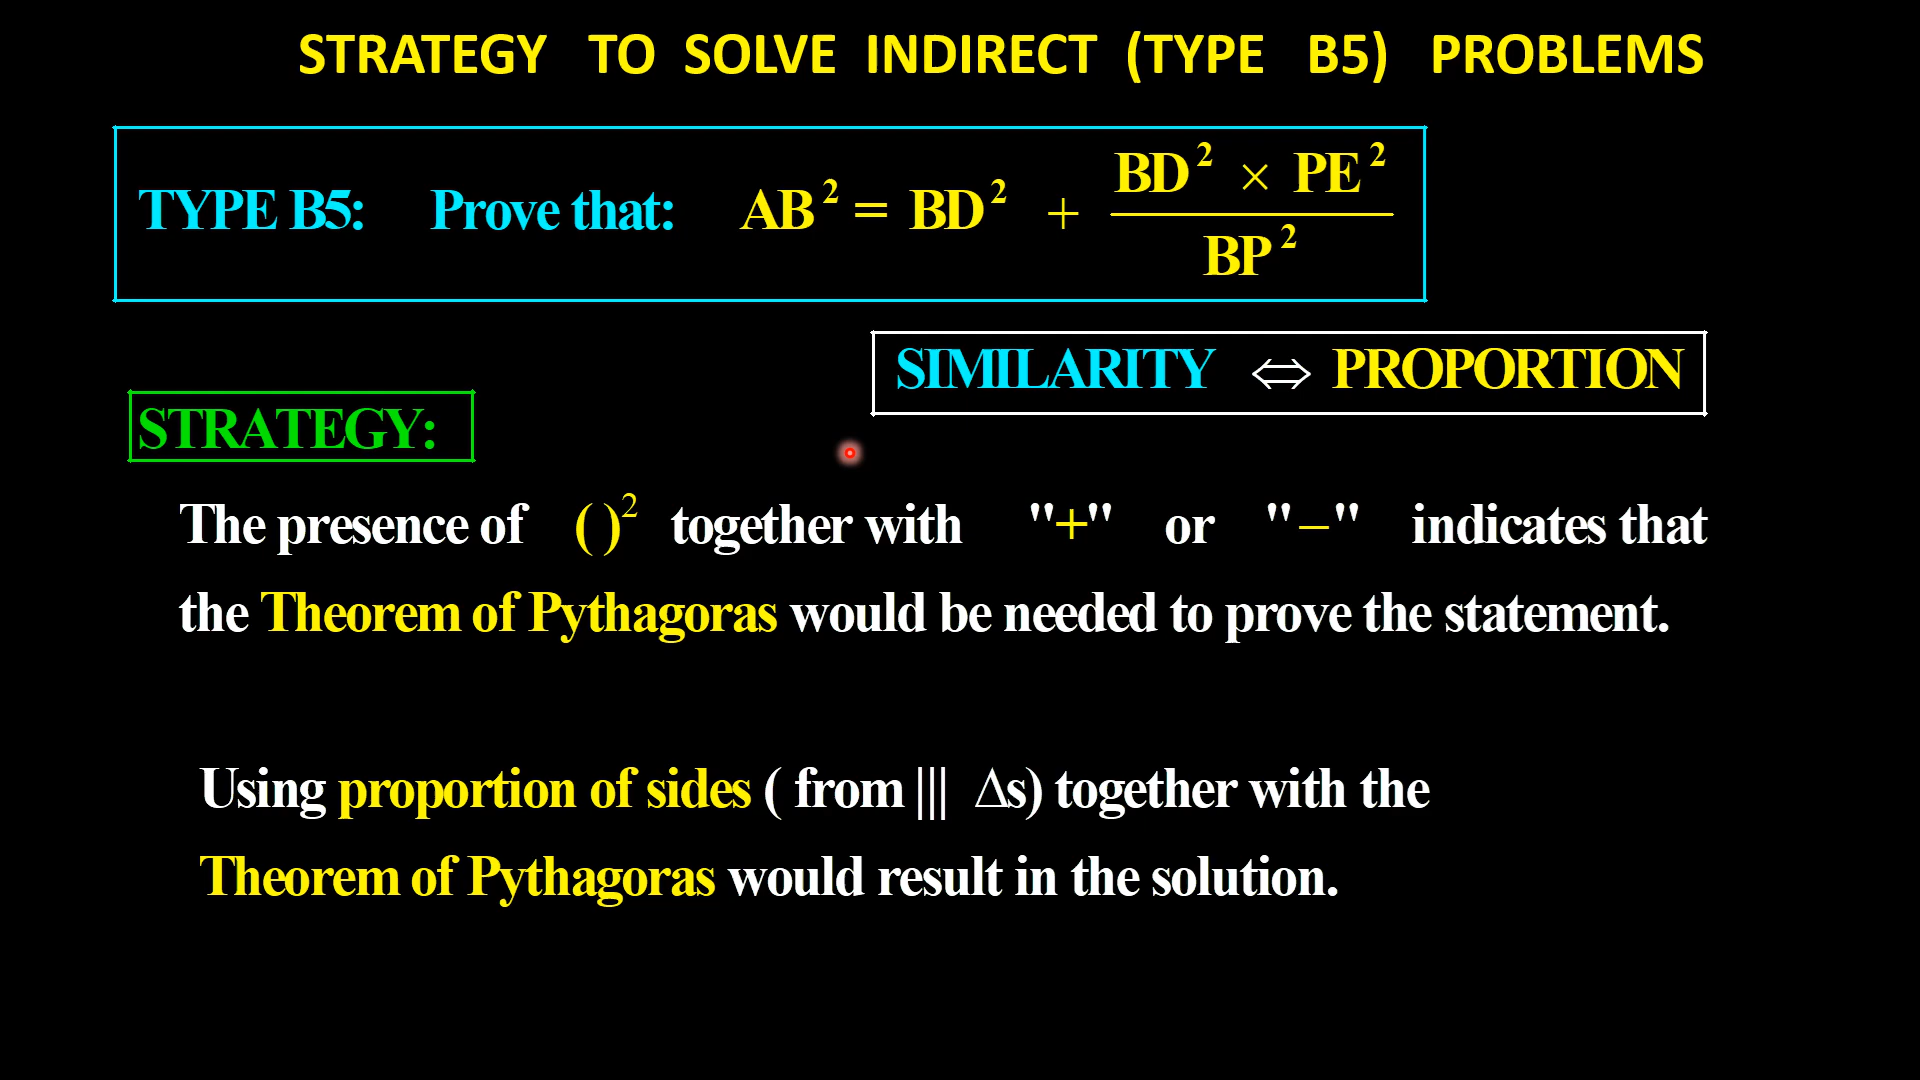 STRATEGY TO SOLVE INDIRECT (TYPE B5) PROBLEMS
TYPE B5: Prove that: AB² = BD² + (BD² × PE²) / BP²
SIMILARITY ⇔ PROPORTION
STRATEGY:
The presence of ( )² together with "+" or "−" indicates that
the Theorem of Pythagoras would be needed to prove the statement.
Using proportion of sides ( from ||| Δs) together with the
Theorem of Pythagoras would result in the solution.